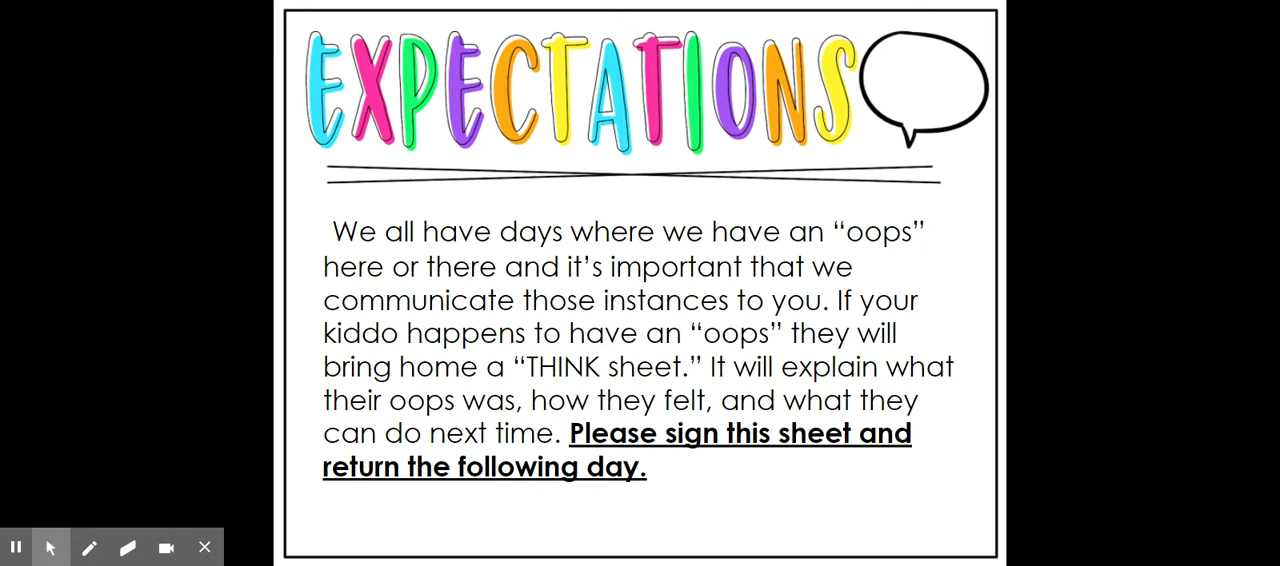 EXPECTATIONS
We all have days where we have an “oops”
here or there and it’s important that we
communicate those instances to you. If your
kiddo happens to have an “oops” they will
bring home a “THINK sheet.” It will explain what
their oops was, how they felt, and what they
can do next time. Please sign this sheet and
return the following day.